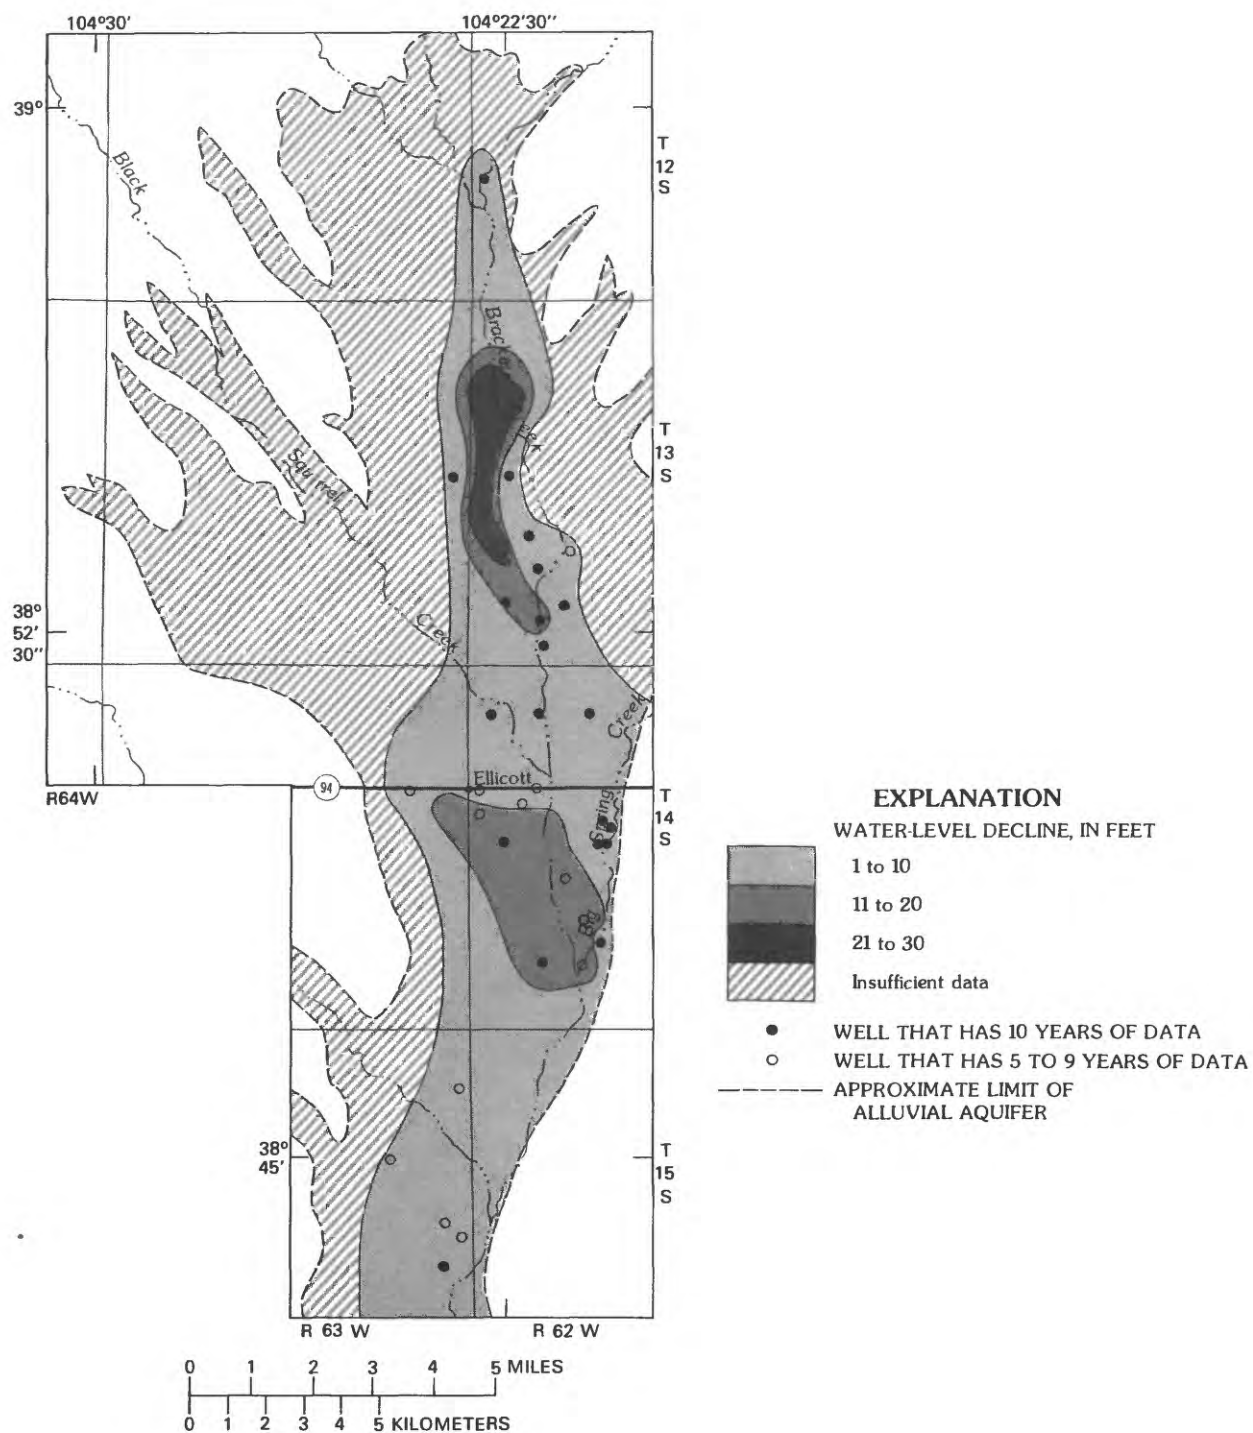 104°30'
104°22'30''
39°
T
12
S
Black
Bracket
Creek
T
13
S
Squirrel
Creek
38°
52'
30''
Creek
Ellicott
94
R64W
T
14
S
Spring
Big
38°
45'
T
15
S
R 63 W
R 62 W
0 1 2 3 4 5 MILES
0 1 2 3 4 5 KILOMETERS
EXPLANATION
WATER-LEVEL DECLINE, IN FEET
1 to 10
11 to 20
21 to 30
Insufficient data
WELL THAT HAS 10 YEARS OF DATA
WELL THAT HAS 5 TO 9 YEARS OF DATA
APPROXIMATE LIMIT OF
ALLUVIAL AQUIFER